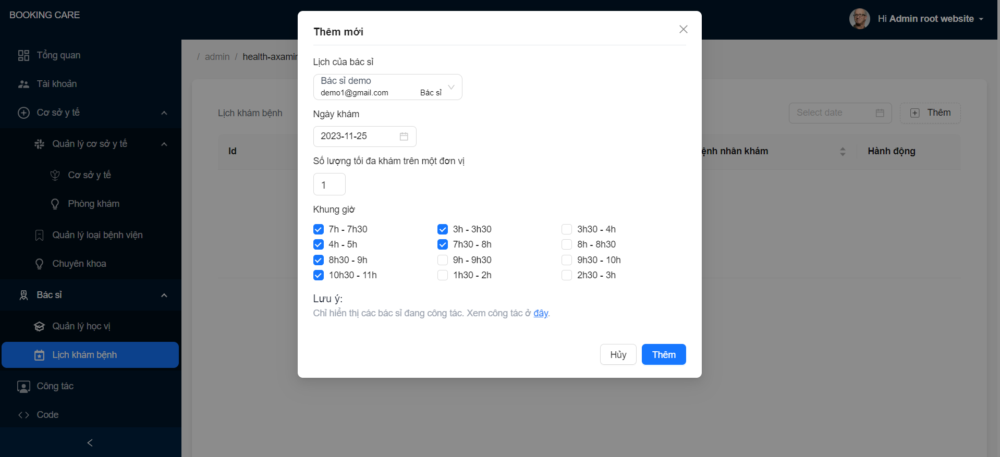 BOOKING CARE
Hi Admin root website
Tổng quan
Tài khoản
Cơ sở y tế
Quản lý cơ sở y tế
Cơ sở y tế
Phòng khám
Quản lý loại bệnh viện
Chuyên khoa
Bác sỉ
Quản lý học vị
Lịch khám bệnh
Công tác
Code
/ admin / health-axamin
Lịch khám bệnh
Select date
Thêm
Id
ệnh nhân khám
Hành động
Thêm mới
Lịch của bác sỉ
Bác sỉ demo
demo1@gmail.com Bác sỉ
Ngày khám
2023-11-25
Số lượng tối đa khám trên một đơn vị
1
Khung giờ
7h - 7h30 3h - 3h30 3h30 - 4h
4h - 5h 7h30 - 8h 8h - 8h30
8h30 - 9h 9h - 9h30 9h30 - 10h
10h30 - 11h 1h30 - 2h 2h30 - 3h
Lưu ý:
Chỉ hiển thị các bác sỉ đang công tác. Xem công tác ở đây.
Hủy
Thêm